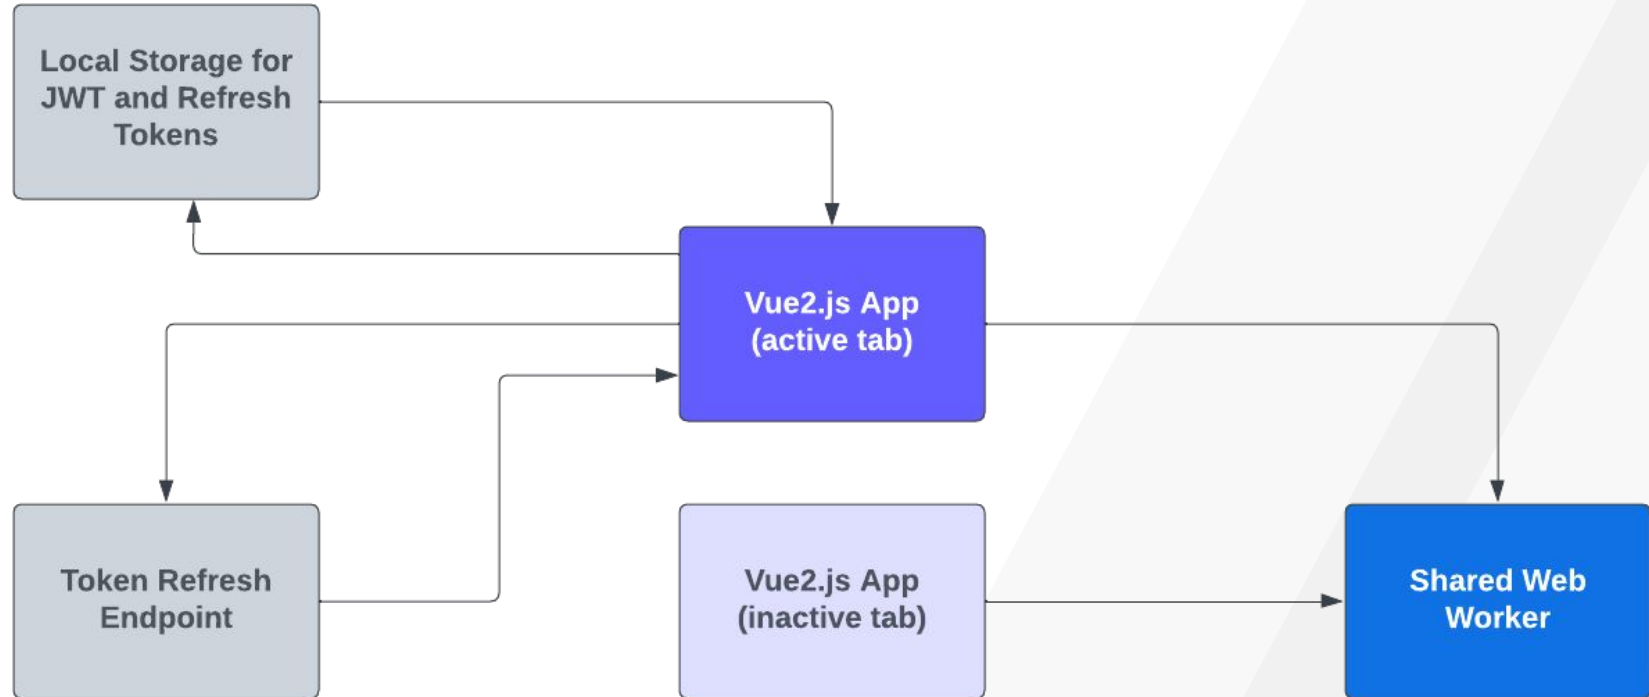 Local Storage for
JWT and Refresh
Tokens
Vue2.js App
(active tab)
Token Refresh
Endpoint
Vue2.js App
(inactive tab)
Shared Web
Worker